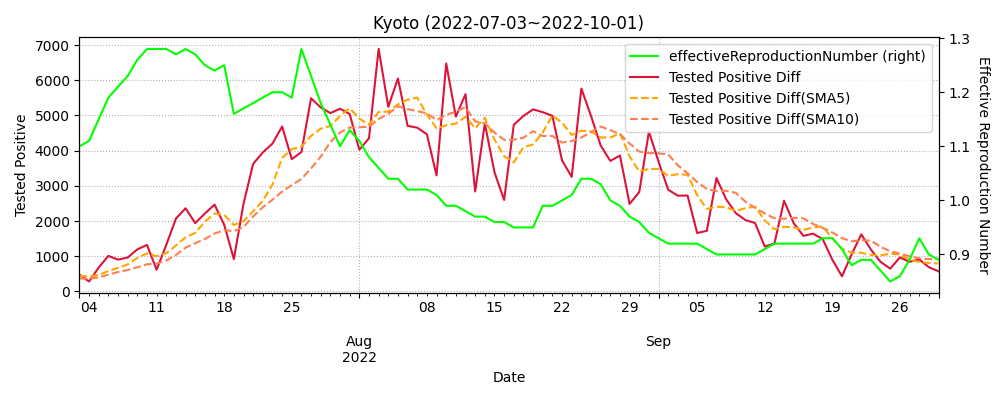 Kyoto (2022-07-03~2022-10-01)
effectiveReproductionNumber (right)
Tested Positive Diff
Tested Positive Diff(SMA5)
Tested Positive Diff(SMA10)
Tested Positive
7000
6000
5000
4000
3000
2000
1000
0
1.3
1.2
1.1
1.0
0.9
Effective Reproduction Number
04 11 18 25 08 15 22 29 05 12 19 26
Aug Sep
2022
Date